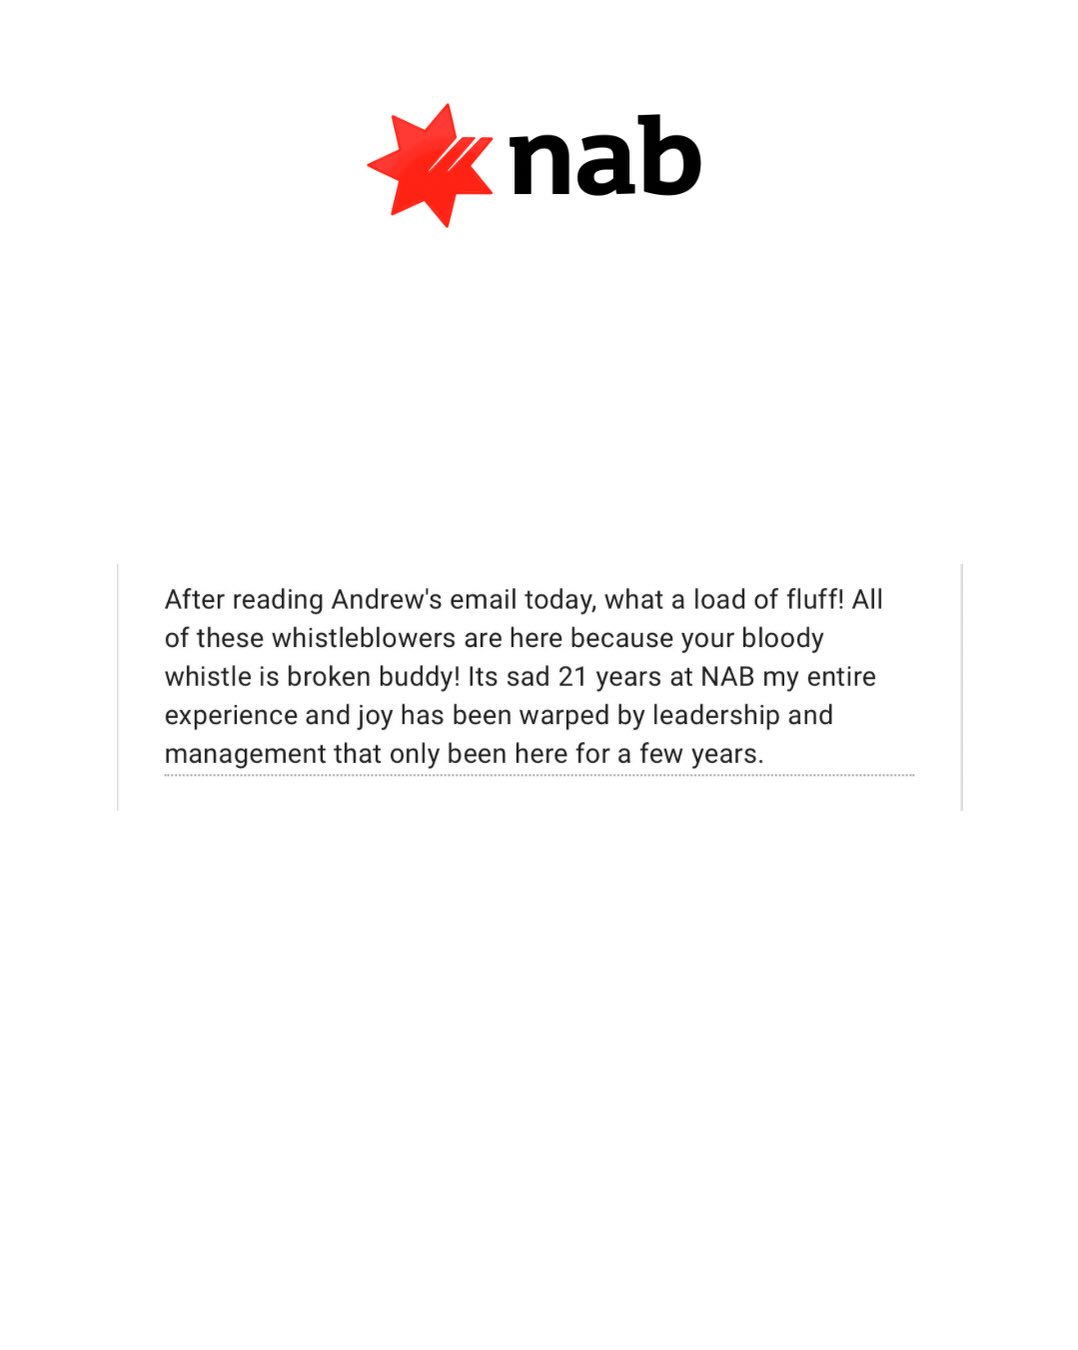 nab
After reading Andrew's email today, what a load of fluff! All
of these whistleblowers are here because your bloody
whistle is broken buddy! Its sad 21 years at NAB my entire
experience and joy has been warped by leadership and
management that only been here for a few years.